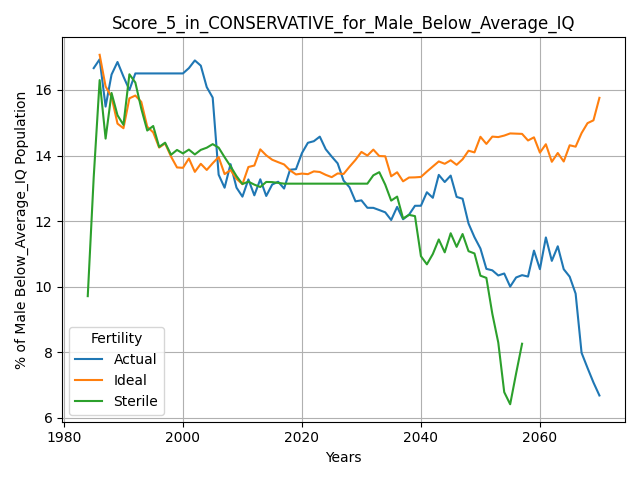 Score_5_in_CONSERVATIVE_for_Male_Below_Average_IQ
% of Male Below_Average_IQ Population
16
14
12
10
8
6
Fertility
Actual
Ideal
Sterile
1980
2000
2020
2040
2060
Years